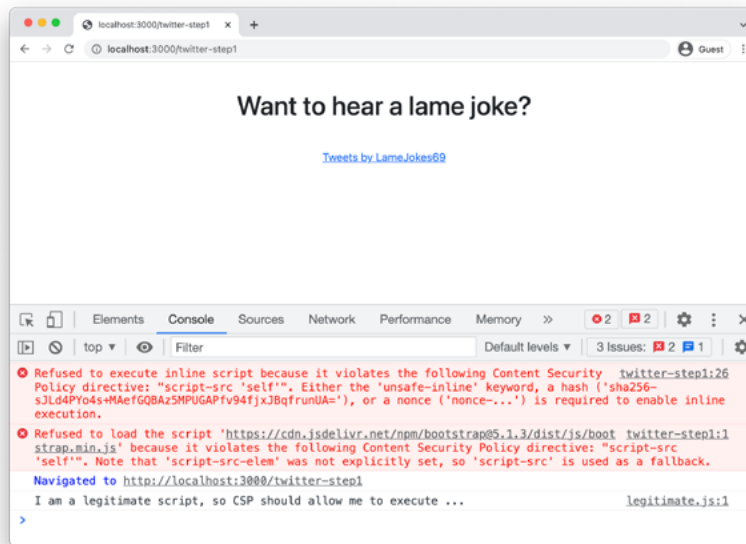 localhost:3000/twitter-step1
localhost:3000/twitter-step1
Guest
Want to hear a lame joke?
Tweets by LameJokes69
Elements Console Sources Network Performance Memory » 2 2
top ▼ Filter Default levels ▼ 3 Issues: 2 1
Refused to execute inline script because it violates the following Content Security twitter-step1:26
Policy directive: "script-src 'self'". Either the 'unsafe-inline' keyword, a hash ('sha256-
sJLd4PYo4s+MAefGQBAz5MPUGAPfv94fjxJBqfrunUA='), or a nonce ('nonce-...') is required to enable inline
execution.
Refused to load the script 'https://cdn.jsdelivr.net/npm/bootstrap@5.1.3/dist/js/boot twitter-step1:1
strap.min.js' because it violates the following Content Security Policy directive: "script-src
'self'". Note that 'script-src-elem' was not explicitly set, so 'script-src' is used as a fallback.
Navigated to http://localhost:3000/twitter-step1
I am a legitimate script, so CSP should allow me to execute ... legitimate.js:1